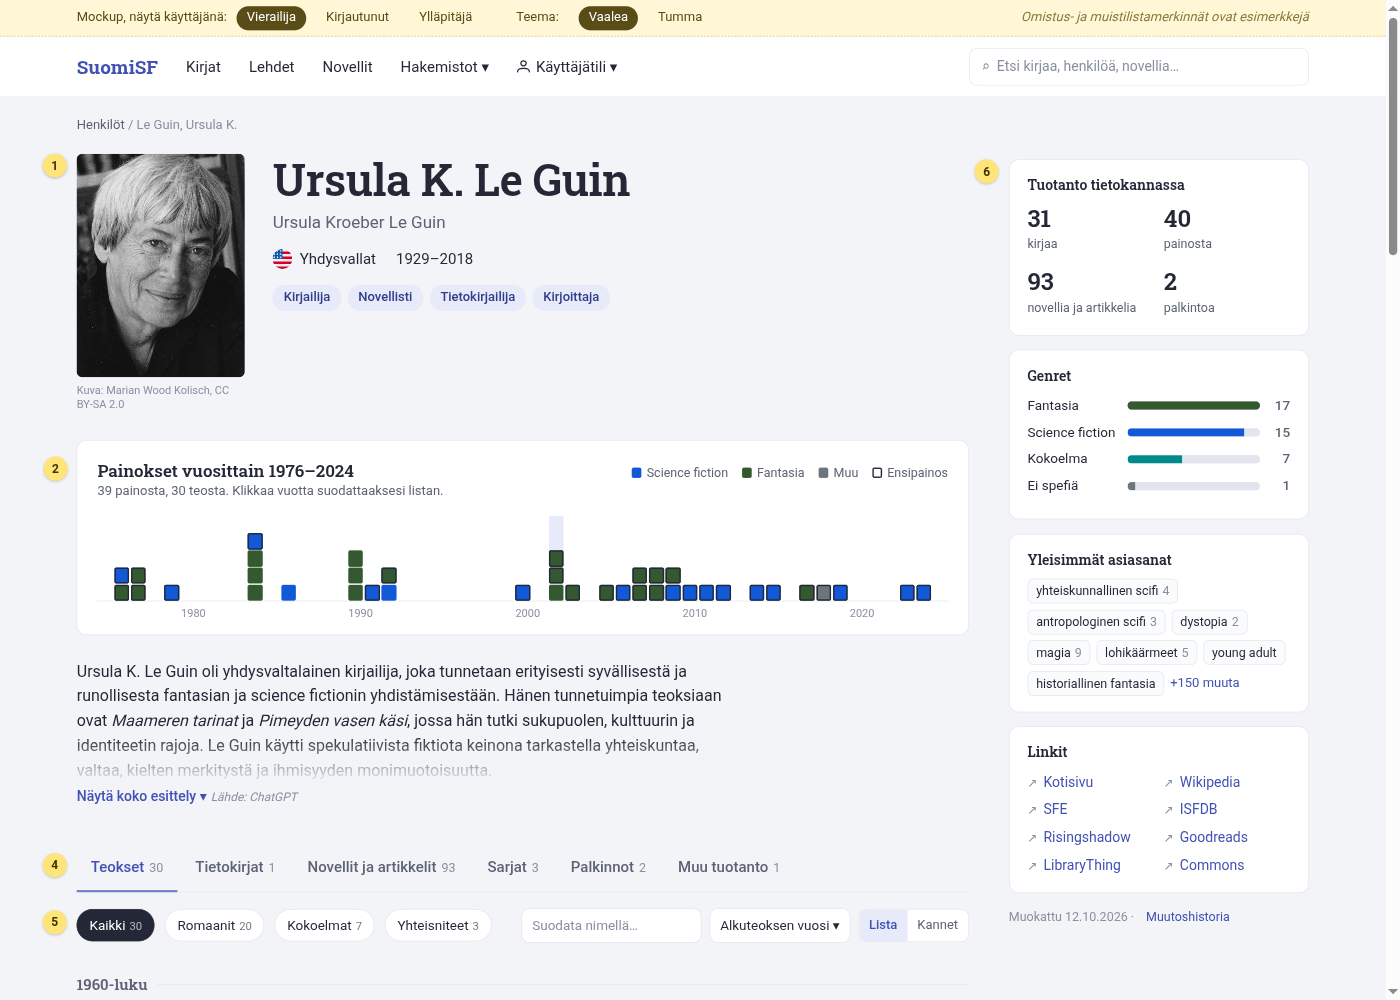 Mockup, näytä käyttäjänä: Vierailija Kirjautunut Ylläpitäjä Teema: Vaalea Tumma Omistus- ja muistilistamerkinnät ovat esimerkkejä
SuomiSF Kirjat Lehdet Novellit Hakemistot ▾ Käyttäjätili ▾ Etsi kirjaa, henkilöä, novellia…
Henkilöt / Le Guin, Ursula K.
1
Ursula K. Le Guin
Ursula Kroeber Le Guin
Yhdysvallat 1929–2018
Kirjailija Novellisti Tietokirjailija Kirjoittaja
Kuva: Marian Wood Kolisch, CC
BY-SA 2.0
2
Painokset vuosittain 1976–2024
39 painosta, 30 teosta. Klikkaa vuotta suodattaaksesi listan.
Science fiction Fantasia Muu Ensipainos
1980 1990 2000 2010 2020
Ursula K. Le Guin oli yhdysvaltalainen kirjailija, joka tunnetaan erityisesti syvällisestä ja
runollisesta fantasian ja science fictionin yhdistämisestään. Hänen tunnetuimpia teoksiaan
ovat Maameren tarinat ja Pimeyden vasen käsi, jossa hän tutki sukupuolen, kulttuurin ja
identiteetin rajoja. Le Guin käytti spekulatiivista fiktiota keinona tarkastella yhteiskuntaa,
valtaa, kielten merkitystä ja ihmisyyden monimuotoisuutta.
Näytä koko esittely ▾ Lähde: ChatGPT
4
Teokset 30 Tietokirjat 1 Novellit ja artikkelit 93 Sarjat 3 Palkinnot 2 Muu tuotanto 1
5
Kaikki 30 Romaanit 20 Kokoelmat 7 Yhteisniteet 3 Suodata nimellä… Alkuteoksen vuosi ▾ Lista Kannet
1960-luku
6
Tuotanto tietokannassa
31 40
kirjaa painosta
93 2
novellia ja artikkelia palkintoa
Genret
Fantasia 17
Science fiction 15
Kokoelma 7
Ei spefiä 1
Yleisimmät asiasanat
yhteiskunnallinen scifi 4
antropologinen scifi 3 dystopia 2
magia 9 lohikäärmeet 5 young adult
historiallinen fantasia +150 muuta
Linkit
↗ Kotisivu ↗ Wikipedia
↗ SFE ↗ ISFDB
↗ Risingshadow ↗ Goodreads
↗ LibraryThing ↗ Commons
Muokattu 12.10.2026 · Muutoshistoria